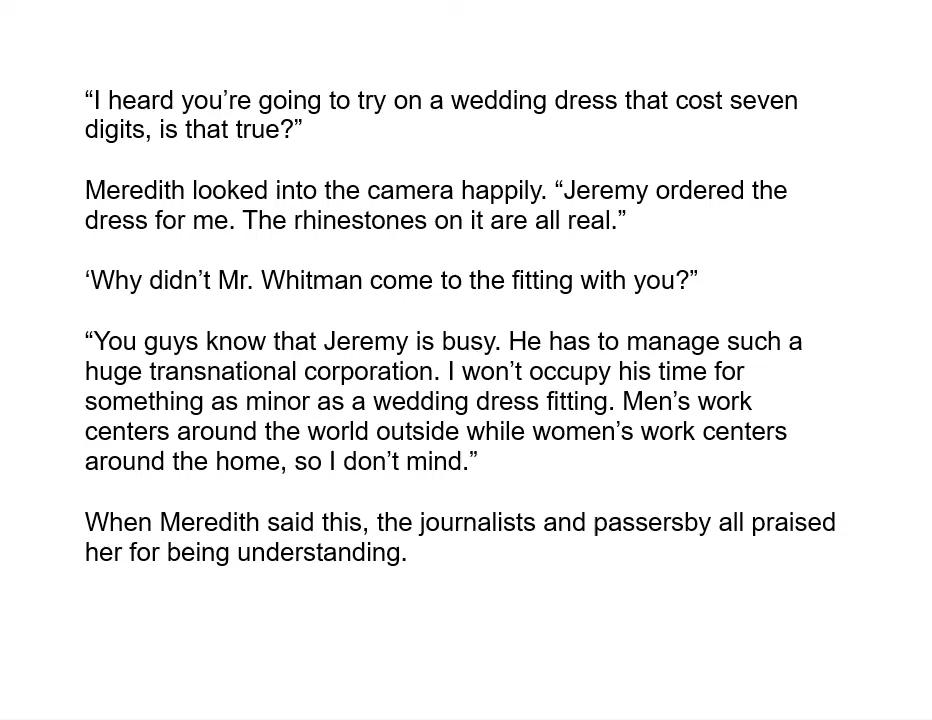 “I heard you’re going to try on a wedding dress that cost seven
digits, is that true?”
Meredith looked into the camera happily. “Jeremy ordered the
dress for me. The rhinestones on it are all real.”
‘Why didn’t Mr. Whitman come to the fitting with you?”
“You guys know that Jeremy is busy. He has to manage such a
huge transnational corporation. I won’t occupy his time for
something as minor as a wedding dress fitting. Men’s work
centers around the world outside while women’s work centers
around the home, so I don’t mind.”
When Meredith said this, the journalists and passersby all praised
her for being understanding.